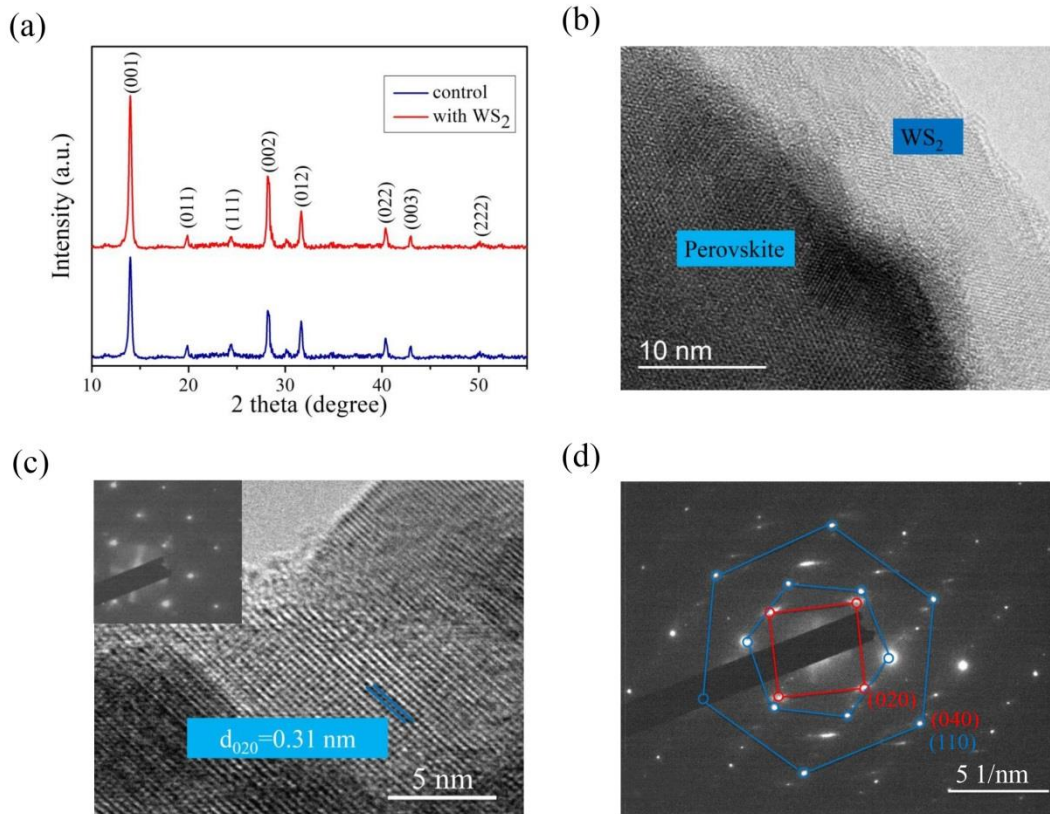 (a)
(001)
(011)
(111)
(002)
(012)
(022)
(003)
(222)
control
with WS₂
Intensity (a.u.)
10
20
30
40
50
2 theta (degree)
(b)
WS₂
Perovskite
10 nm
(c)
d₀₂₀=0.31 nm
5 nm
(d)
(020)
(040)
(110)
5 1/nm